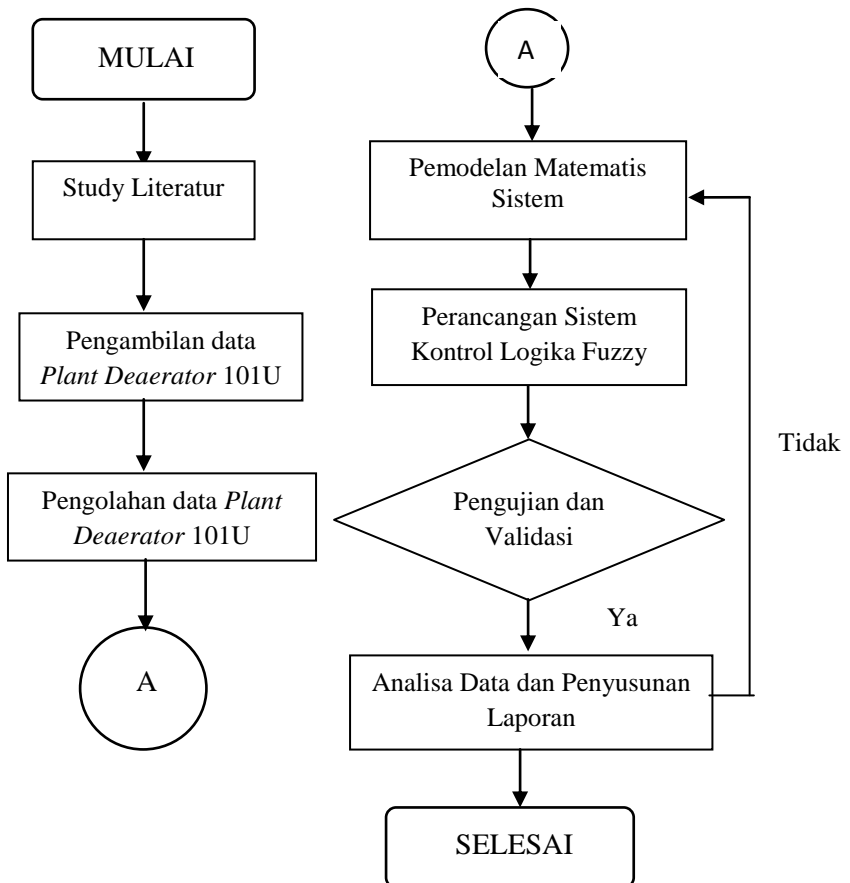 MULAI
Study Literatur
Pengambilan data
Plant Deaerator 101U
Pengolahan data Plant
Deaerator 101U
A
A
Pemodelan Matematis
Sistem
Perancangan Sistem
Kontrol Logika Fuzzy
Pengujian dan
Validasi
Tidak
Ya
Analisa Data dan Penyusunan
Laporan
SELESAI